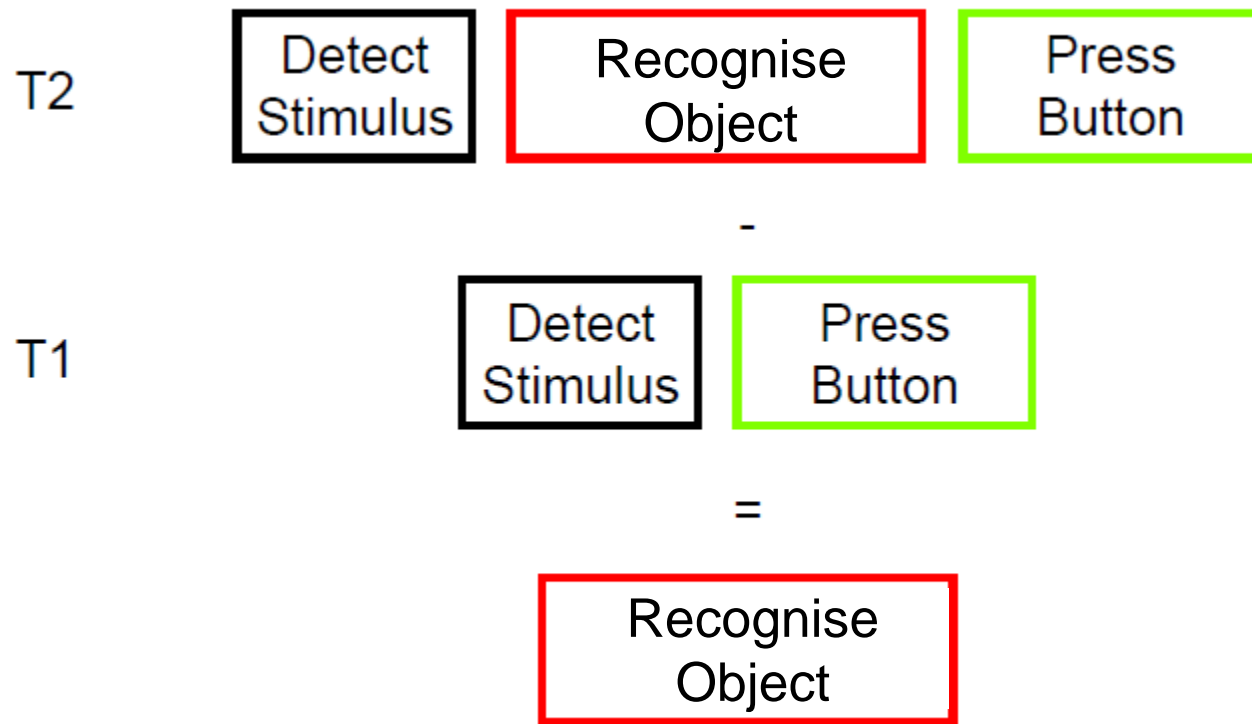 T2
Detect
Stimulus
Recognise
Object
Press
Button
-
T1
Detect
Stimulus
Press
Button
=
Recognise
Object